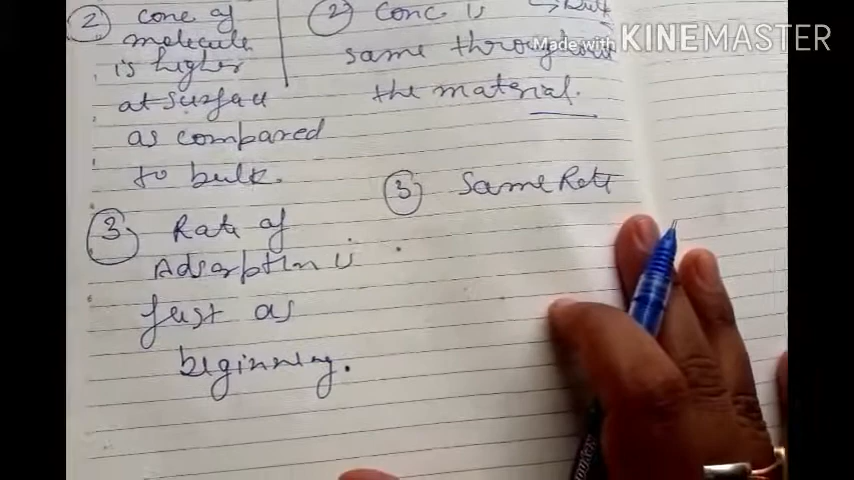 ② conc of
molecule
is higher
at surface
as compared
to bulk.
③ Rate of
Adsorption is
fast as
beginning.
② Conc is → bulk
same throughout
the material.
③ Same Rate
Made with KINEMASTER